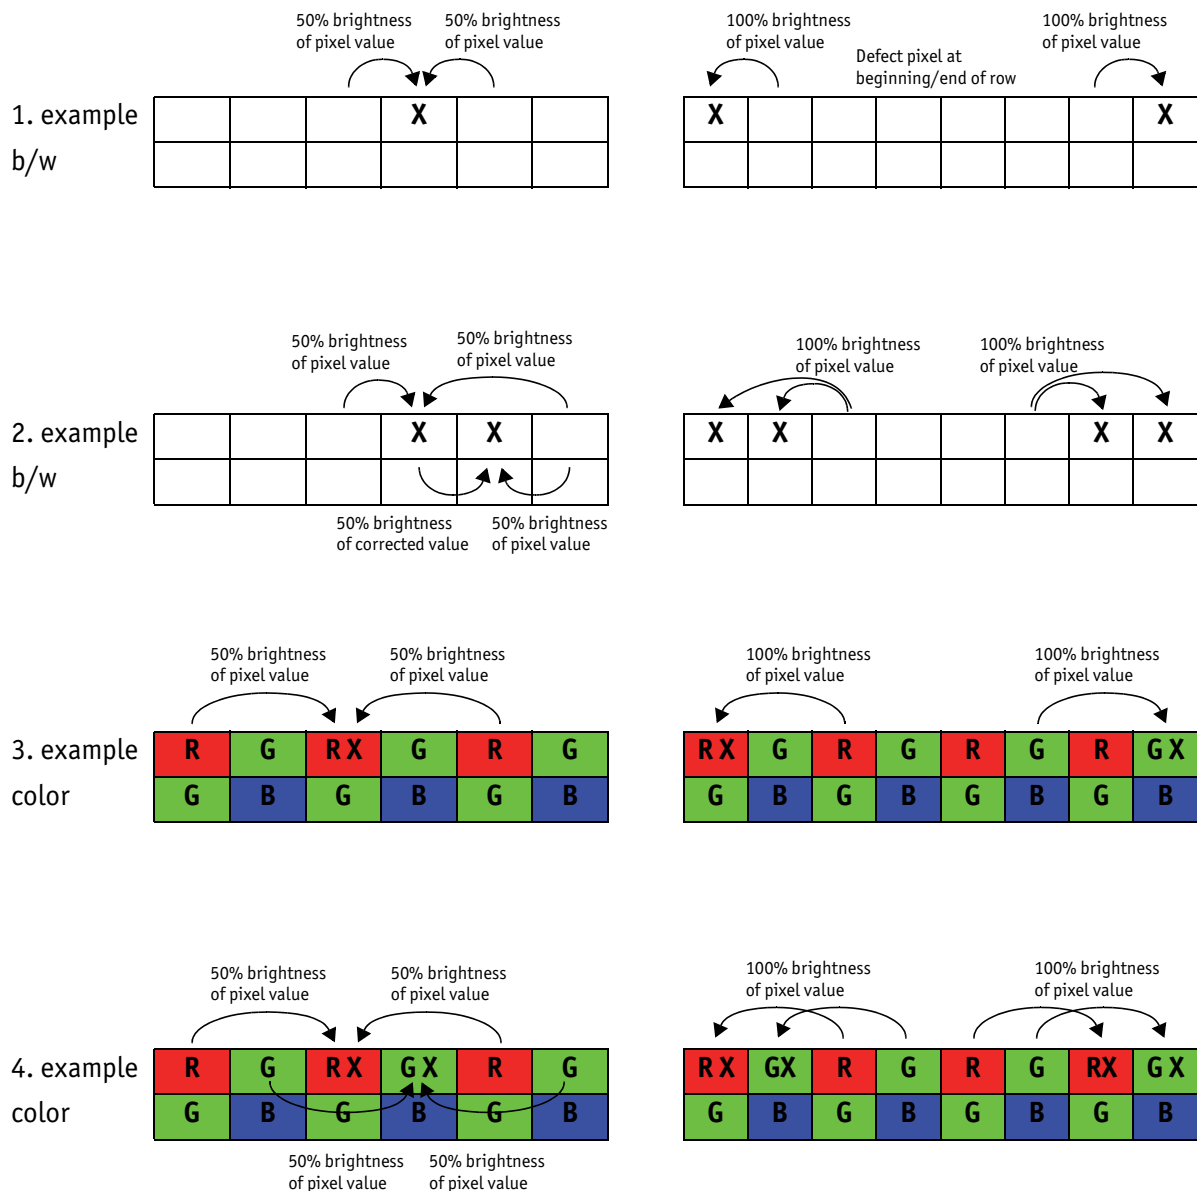 50% brightness of pixel value
50% brightness of pixel value
100% brightness of pixel value
Defect pixel at beginning/end of row
100% brightness of pixel value
1. example
b/w
X
X X
50% brightness of pixel value
50% brightness of pixel value
100% brightness of pixel value
100% brightness of pixel value
2. example
b/w
X X
X X X X
50% brightness of corrected value
50% brightness of pixel value
50% brightness of pixel value
50% brightness of pixel value
100% brightness of pixel value
100% brightness of pixel value
3. example
color
R G R X G R G
G B G B G B
R X G R G R G R G X
G B G B G B G B
50% brightness of pixel value
50% brightness of pixel value
100% brightness of pixel value
100% brightness of pixel value
4. example
color
R G R X G X R G
G B G B G B
R X GX R G R G RX G X
G B G B G B G B
50% brightness of pixel value
50% brightness of pixel value